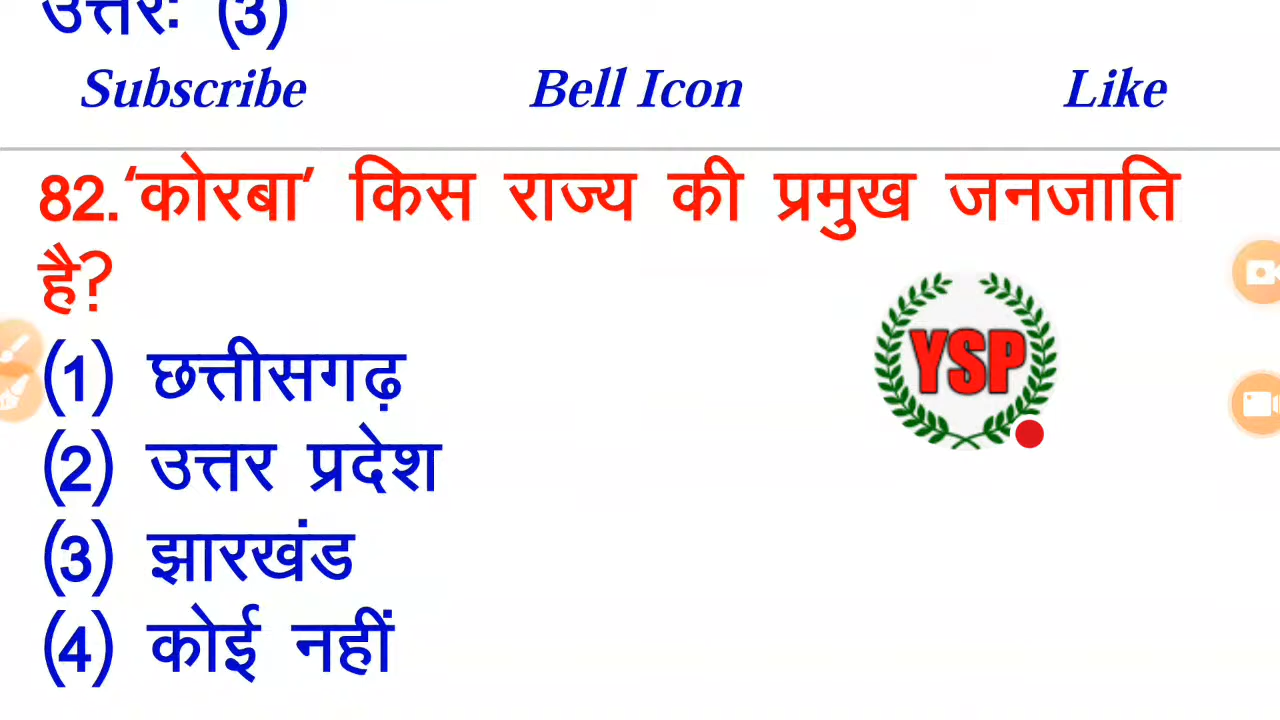 उत्तरः (3)
Subscribe Bell Icon Like
82.‘कोरबा’ किस राज्य की प्रमुख जनजाति
है?
(1) छत्तीसगढ़
(2) उत्तर प्रदेश
(3) झारखंड
(4) कोई नहीं
YSP